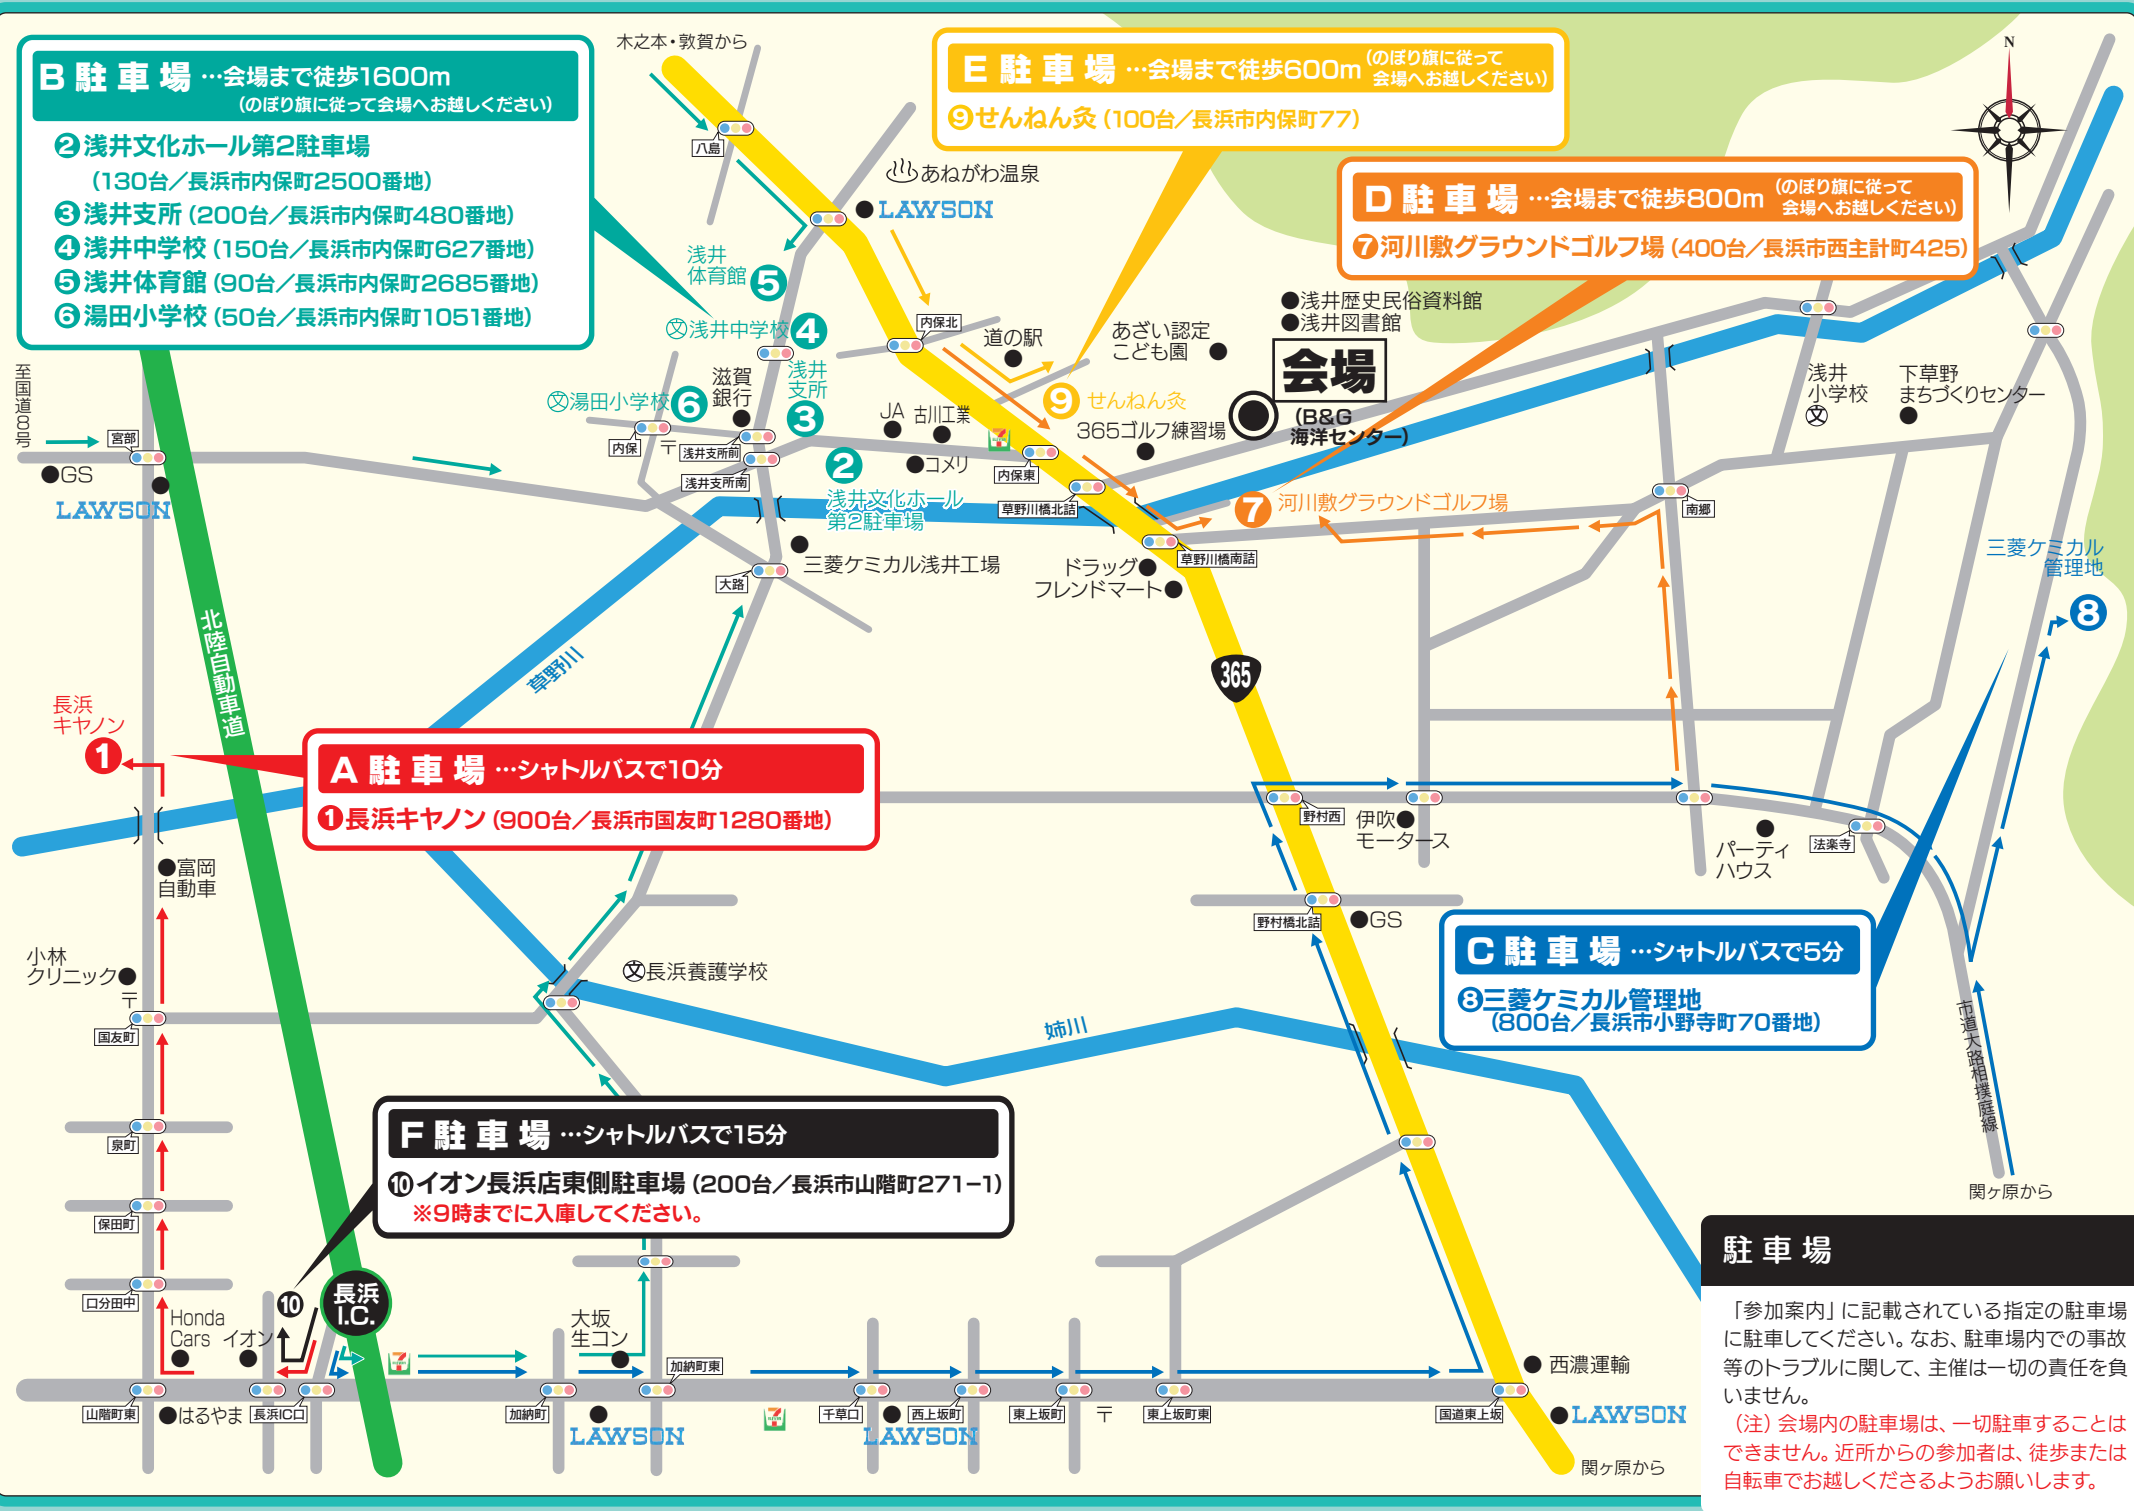 B 駐車場 …会場まで徒歩1600m
(のぼり旗に従って会場へお越しください)
❷浅井文化ホール第2駐車場
(130台／長浜市内保町2500番地)
❸浅井支所 (200台／長浜市内保町480番地)
❹浅井中学校 (150台／長浜市内保町627番地)
❺浅井体育館 (90台／長浜市内保町2685番地)
❻湯田小学校 (50台／長浜市内保町1051番地)
木之本・敦賀から
E 駐車場 …会場まで徒歩600m (のぼり旗に従って
会場へお越しください)
❾せんねん灸 (100台／長浜市内保町77)
N
D 駐車場 …会場まで徒歩800m (のぼり旗に従って
会場へお越しください)
❼河川敷グラウンドゴルフ場 (400台／長浜市西主計町425)
八島
あねがわ温泉
LAWSON
浅井
体育館
5
文浅井中学校 4
内保北
道の駅
あざい認定
こども園
浅井歴史民俗資料館
浅井図書館
会場
(B&G
海洋センター)
浅井
小学校
文
下草野
まちづくりセンター
至国道8号
宮部
GS
LAWSON
滋賀
銀行
浅井
支所
3
文湯田小学校 6
内保
〒
浅井支所前
浅井支所南
JA
古川工業
コメリ
2
浅井文化ホール
第2駐車場
9 せんねん灸
365ゴルフ練習場
内保東
草野川橋北詰
7 河川敷グラウンドゴルフ場
南郷
草野川橋南詰
三菱ケミカル浅井工場
大路
ドラッグ
フレンドマート
三菱ケミカル
管理地
8
北陸自動車道
草野川
365
長浜
キヤノン
1
A 駐車場 …シャトルバスで10分
❶長浜キヤノン (900台／長浜市国友町1280番地)
野村西
伊吹
モータース
パーティ
ハウス
法楽寺
富岡
自動車
野村橋北詰
GS
C 駐車場 …シャトルバスで5分
❽三菱ケミカル管理地
(800台／長浜市小野寺町70番地)
小林
クリニック
〒
文長浜養護学校
国友町
姉川
市道大路相撲庭線
泉町
F 駐車場 …シャトルバスで15分
❿イオン長浜店東側駐車場 (200台／長浜市山階町271−1)
※9時までに入庫してください。
関ヶ原から
保田町
口分田中
10
長浜
I.C.
Honda
Cars
イオン
大坂
生コン
加納町東
西濃運輸
山階町東
はるやま
長浜IC口
加納町
LAWSON
千草口
西上坂町
LAWSON
東上坂町
〒
東上坂町東
国道東上坂
LAWSON
関ヶ原から
駐車場
「参加案内」に記載されている指定の駐車場
に駐車してください。なお、駐車場内での事故
等のトラブルに関して、主催は一切の責任を負
いません。
(注) 会場内の駐車場は、一切駐車することは
できません。近所からの参加者は、徒歩または
自転車でお越しくださるようお願いします。